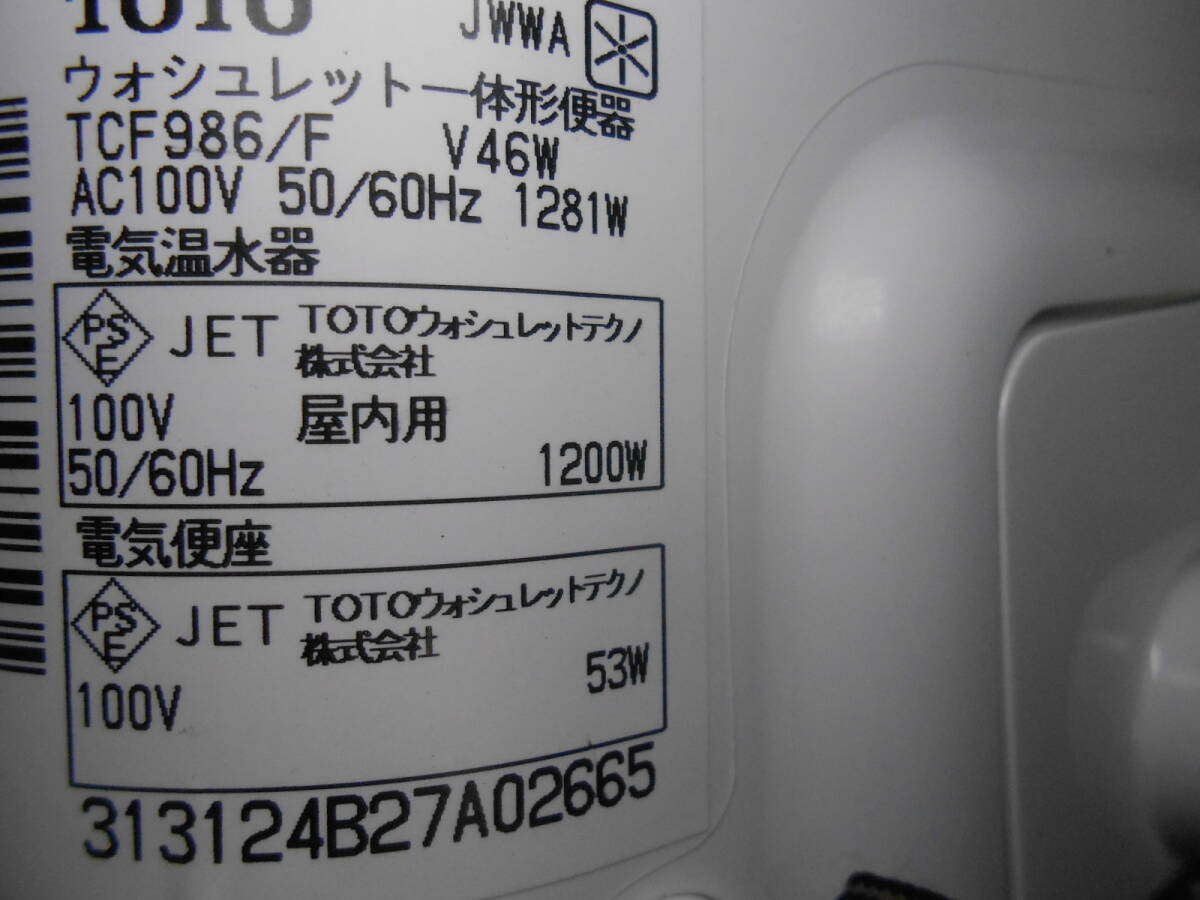 TOTO
JWWA
ウォシュレット一体形便器
TCF986/F V46W
AC100V 50/60Hz 1281W
電気温水器
PS E JET TOTOウォシュレットテクノ
株式会社
100V 屋内用
50/60Hz 1200W
電気便座
PS E JET TOTOウォシュレットテクノ
株式会社
100V 53W
313124B27A02665